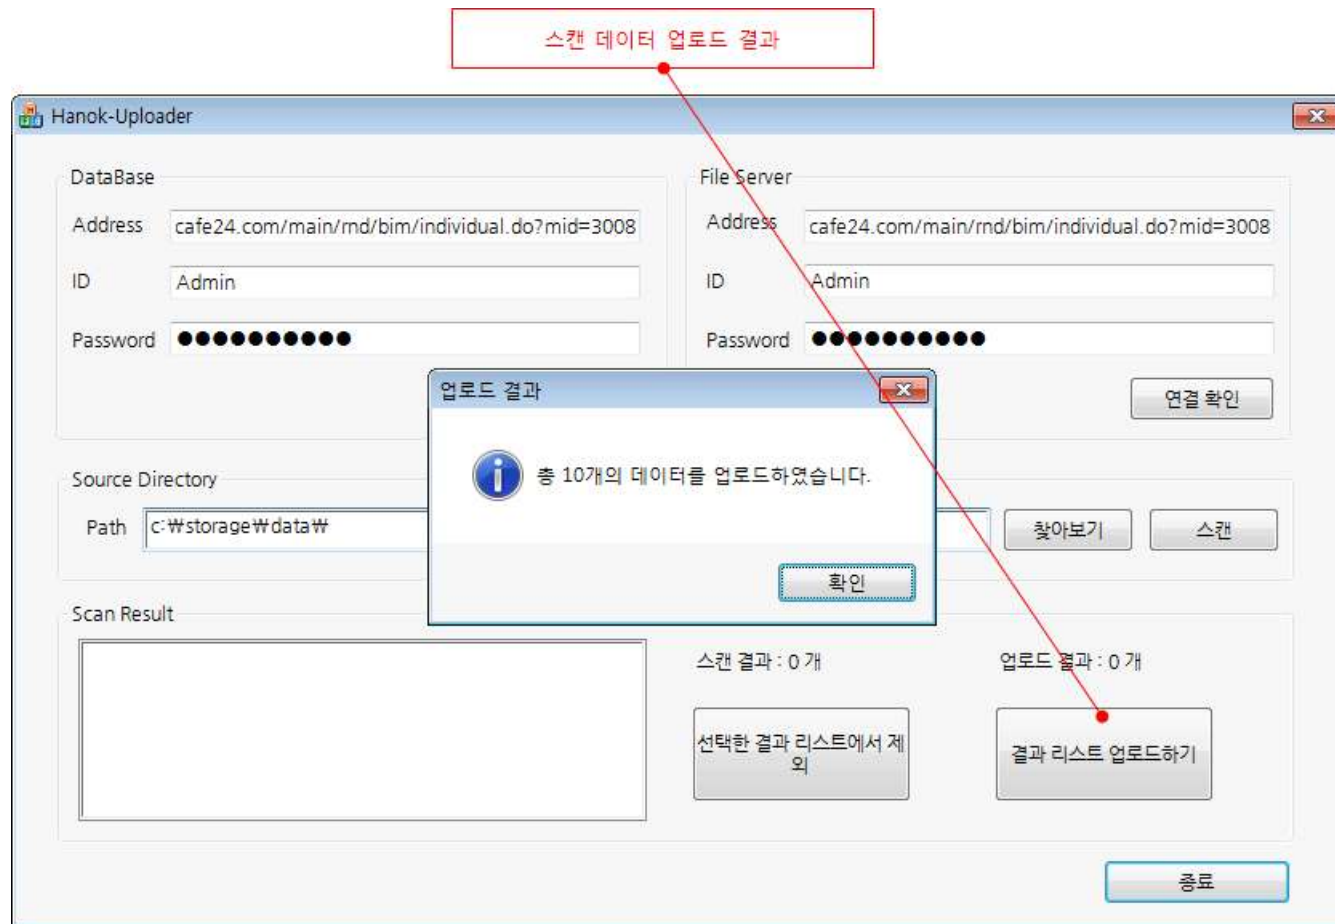 스캔 데이터 업로드 결과
Hanok-Uploader
DataBase
Address cafe24.com/main/rnd/bim/individual.do?mid=3008
ID Admin
Password ●●●●●●●●●●
File Server
Address cafe24.com/main/rnd/bim/individual.do?mid=3008
ID Admin
Password ●●●●●●●●●●
연결 확인
업로드 결과
총 10개의 데이터를 업로드하였습니다.
확인
Source Directory
Path c:₩storage₩data₩
찾아보기
스캔
Scan Result
스캔 결과 : 0 개
업로드 결과 : 0 개
선택한 결과 리스트에서 제
외
결과 리스트 업로드하기
종료